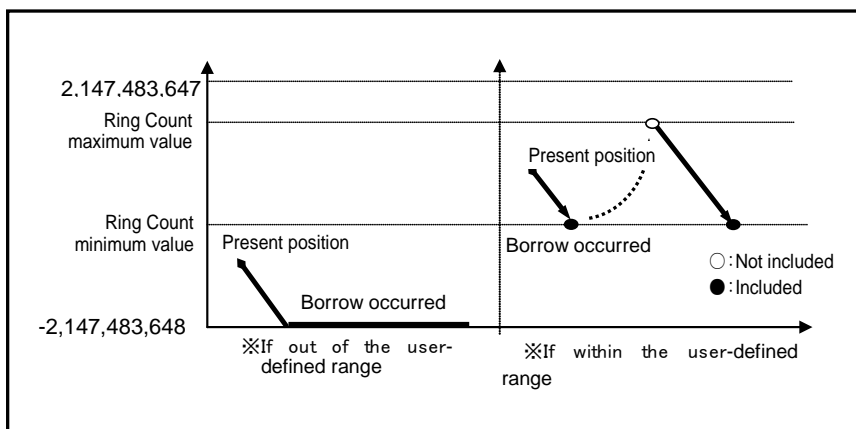 2,147,483,647
Ring Count
maximum value
Present position
Ring Count
minimum value
Present position
Borrow occurred
○:Not included
●:Included
Borrow occurred
-2,147,483,648
※If out of the user-
defined range
※If within the user-defined
range